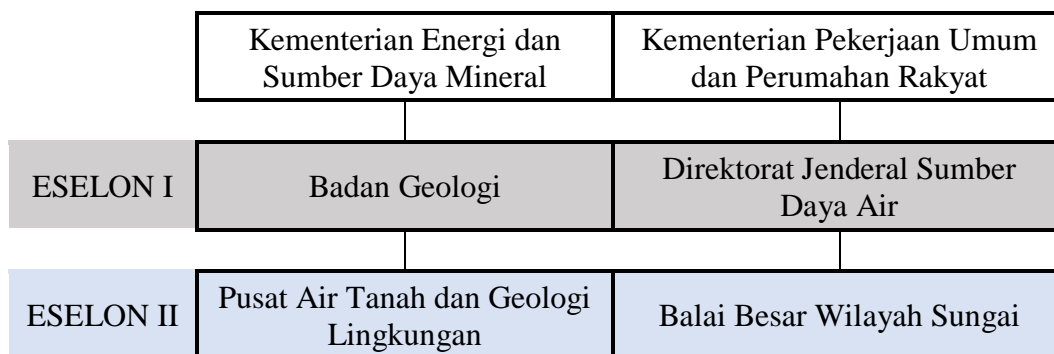 Kementerian Energi dan
Sumber Daya Mineral
Kementerian Pekerjaan Umum
dan Perumahan Rakyat
ESELON I
Badan Geologi
Direktorat Jenderal Sumber
Daya Air
ESELON II
Pusat Air Tanah dan Geologi
Lingkungan
Balai Besar Wilayah Sungai